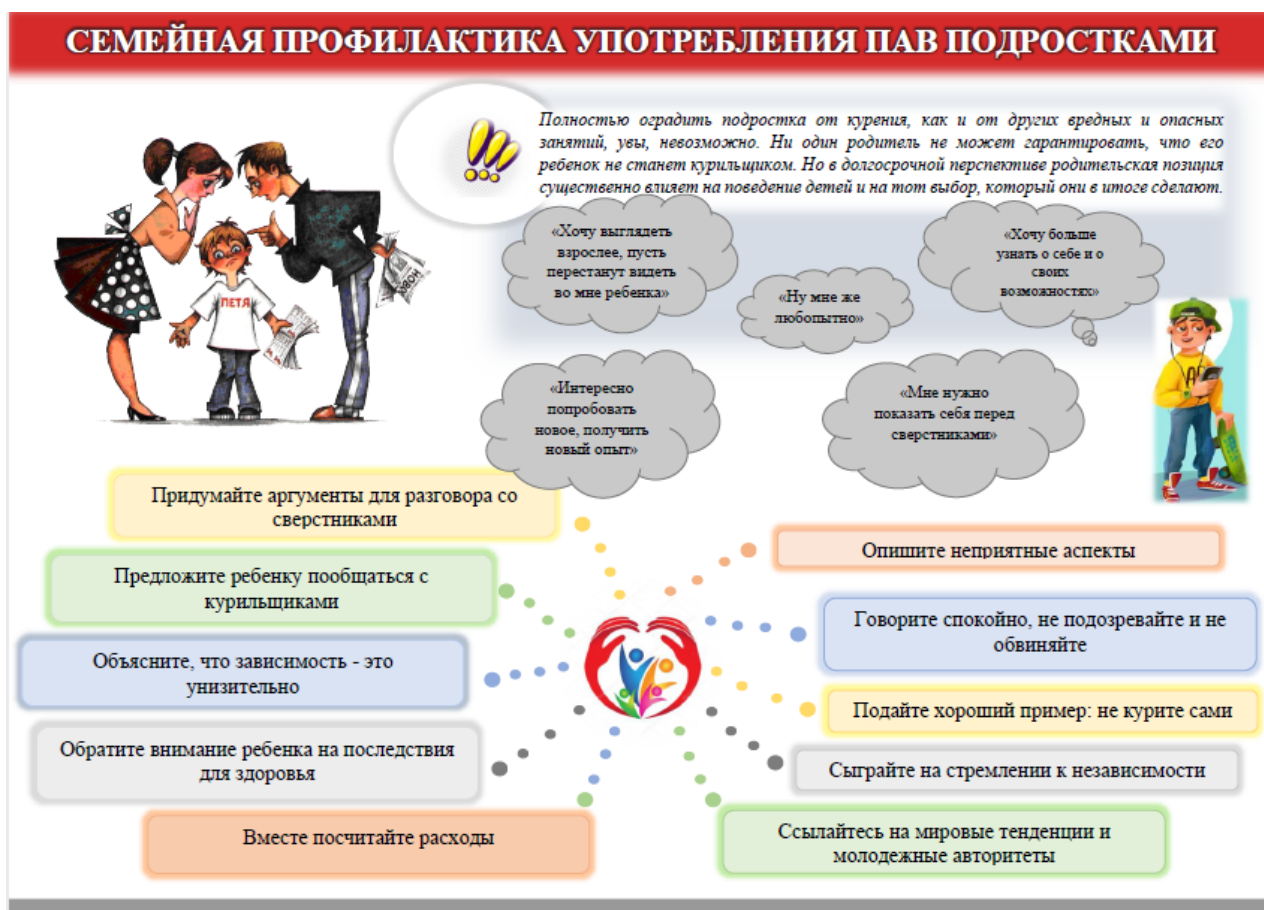 СЕМЕЙНАЯ ПРОФИЛАКТИКА УПОТРЕБЛЕНИЯ ПАВ ПОДРОСТКАМИ
Полностью оградить подростка от курения, как и от других вредных и опасных
занятий, увы, невозможно. Ни один родитель не может гарантировать, что его
ребенок не станет курильщиком. Но в долгосрочной перспективе родительская позиция
существенно влияет на поведение детей и на тот выбор, который они в итоге сделают.
«Хочу выглядеть
взрослее, пусть
перестанут видеть
во мне ребенка»
«Ну мне же
любопытно»
«Хочу больше
узнать о себе и о
своих
возможностях»
ПЕТЯ
«Интересно
попробовать
новое, получить
новый опыт»
«Мне нужно
показать себя перед
сверстниками»
Придумайте аргументы для разговора со
сверстниками
Предложите ребенку пообщаться с
курильщиками
Объясните, что зависимость - это
унизительно
Обратите внимание ребенка на последствия
для здоровья
Вместе посчитайте расходы
Опишите неприятные аспекты
Говорите спокойно, не подозревайте и не
обвиняйте
Подайте хороший пример: не курите сами
Сыграйте на стремлении к независимости
Ссылайтесь на мировые тенденции и
молодежные авторитеты